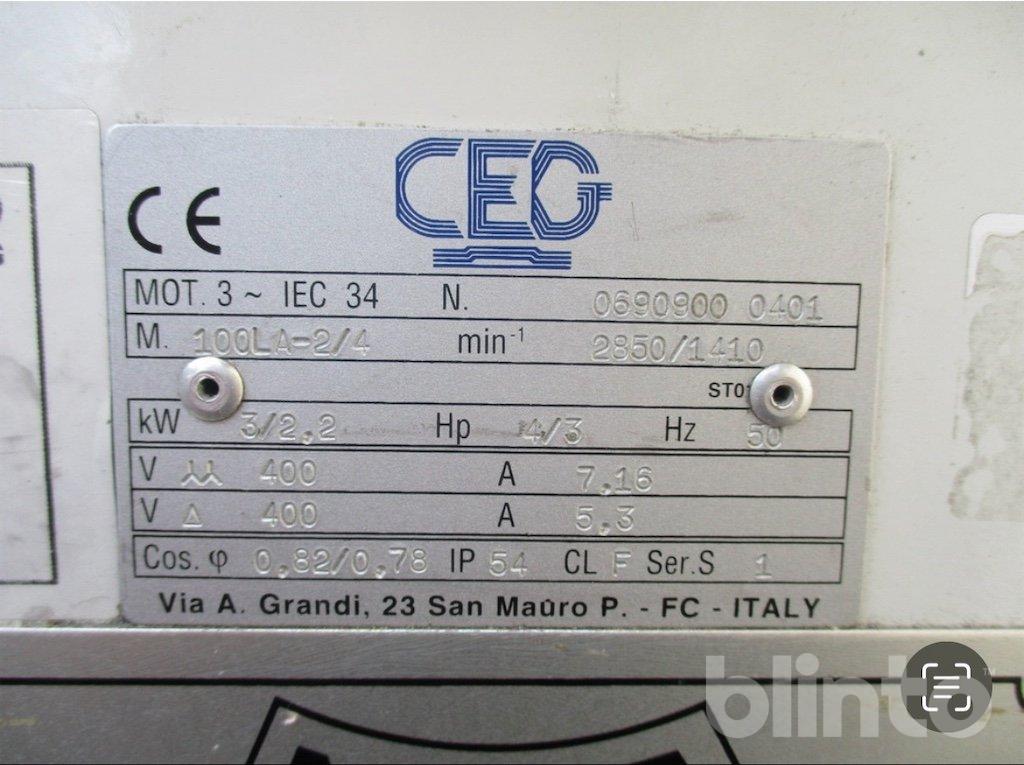 CEG
CE
MOT. 3 ~ IEC 34 N. 0690900 0401
M. 100LA-2/4 min⁻¹ 2850/1410
kW 3/2,2 Hp 4/3 Hz 50
V 400 A 7,16
V Δ 400 A 5,3
Cos. φ 0,82/0,78 IP 54 CL F Ser.S 1
Via A. Grandi, 23 San Maûro P. - FC - ITALY
blinto